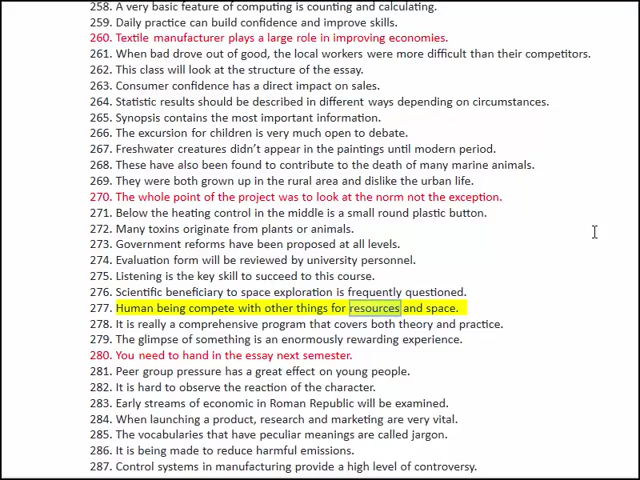 258. A very basic feature of computing is counting and calculating.
259. Daily practice can build confidence and improve skills.
260. Textile manufacturer plays a large role in improving economies.
261. When bad drove out of good, the local workers were more difficult than their competitors.
262. This class will look at the structure of the essay.
263. Consumer confidence has a direct impact on sales.
264. Statistic results should be described in different ways depending on circumstances.
265. Synopsis contains the most important information.
266. The excursion for children is very much open to debate.
267. Freshwater creatures didn't appear in the paintings until modern period.
268. These have also been found to contribute to the death of many marine animals.
269. They were both grown up in the rural area and dislike the urban life.
270. The whole point of the project was to look at the norm not the exception.
271. Below the heating control in the middle is a small round plastic button.
272. Many toxins originate from plants or animals.
273. Government reforms have been proposed at all levels.
274. Evaluation form will be reviewed by university personnel.
275. Listening is the key skill to succeed to this course.
276. Scientific beneficiary to space exploration is frequently questioned.
277. Human being compete with other things for resources and space.
278. It is really a comprehensive program that covers both theory and practice.
279. The glimpse of something is an enormously rewarding experience.
280. You need to hand in the essay next semester.
281. Peer group pressure has a great effect on young people.
282. It is hard to observe the reaction of the character.
283. Early streams of economic in Roman Republic will be examined.
284. When launching a product, research and marketing are very vital.
285. The vocabularies that have peculiar meanings are called jargon.
286. It is being made to reduce harmful emissions.
287. Control systems in manufacturing provide a high level of controversy.